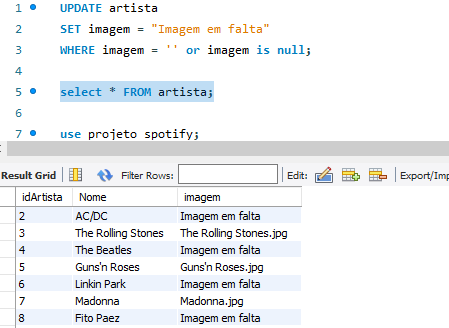 1 UPDATE artista
2 SET imagem = "Imagem em falta"
3 WHERE imagem = '' or imagem is null;
4
5 select * FROM artista;
6
7 use projeto spotify;
Result Grid Filter Rows: Edit: Export/Imp
idArtista Nome imagem
2 AC/DC Imagem em falta
3 The Rolling Stones The Rolling Stones.jpg
4 The Beatles Imagem em falta
5 Guns'n Roses Guns'n Roses.jpg
6 Linkin Park Imagem em falta
7 Madonna Madonna.jpg
8 Fito Paez Imagem em falta